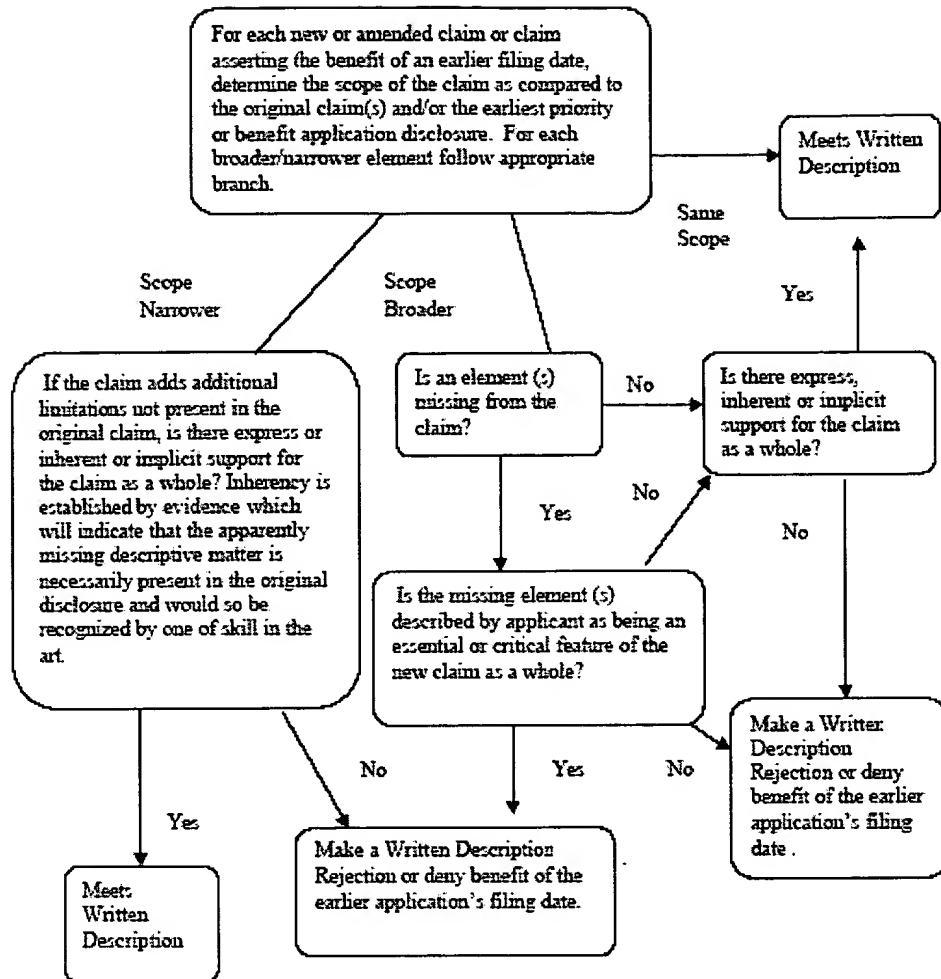 For each new or amended claim or claim
asserting the benefit of an earlier filing date,
determine the scope of the claim as compared to
the original claim(s) and/or the earliest priority
or benefit application disclosure. For each
broader/narrower element follow appropriate
branch.
Meets Written
Description
Same
Scope
Scope
Narrower
Scope
Broader
Yes
If the claim adds additional
limitations not present in the
original claim, is there express or
inherent or implicit support for
the claim as a whole? Inherency is
established by evidence which
will indicate that the apparently
missing descriptive matter is
necessarily present in the original
disclosure and would so be
recognized by one of skill in the
art.
Is an element (s)
missing from the
claim?
No
Is there express,
inherent or implicit
support for the claim
as a whole?
Yes
No
No
Is the missing element (s)
described by applicant as being an
essential or critical feature of the
new claim as a whole?
No
Yes
No
Make a Written
Description
Rejection or deny
benefit of the earlier
application's filing
date .
Yes
Make a Written Description
Rejection or deny benefit of the
earlier application's filing date.
Meets
Written
Description